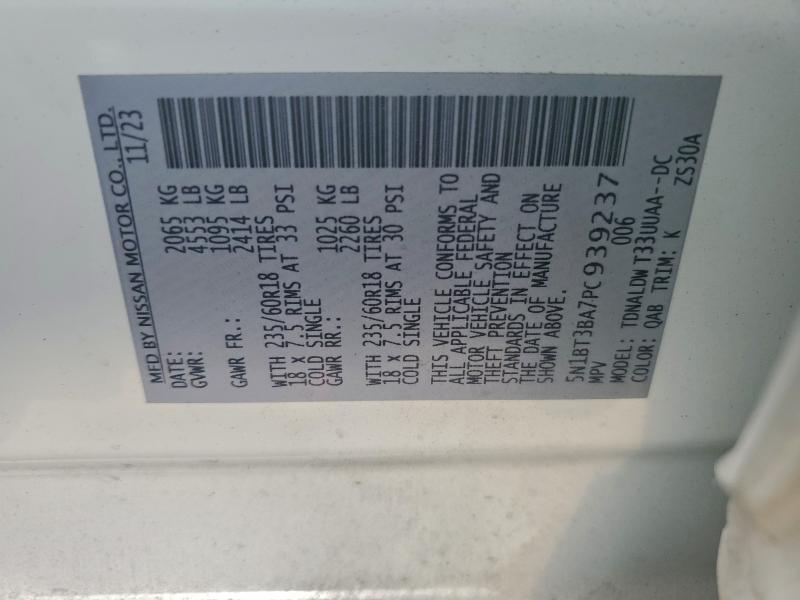 MFD BY NISSAN MOTOR CO., LTD.
DATE: 11/23
GVWR: 2065 KG
4553 LB
GAWR FR.: 1095 KG
2414 LB
WITH 235/60R18 TIRES
18 X 7.5 RIMS AT 33 PSI
COLD SINGLE
GAWR RR.: 1025 KG
2260 LB
WITH 235/60R18 TIRES
18 X 7.5 RIMS AT 30 PSI
COLD SINGLE
THIS VEHICLE CONFORMS TO
ALL APPLICABLE FEDERAL
MOTOR VEHICLE SAFETY AND
THEFT PREVENTION
STANDARDS IN EFFECT ON
THE DATE OF MANUFACTURE
SHOWN ABOVE.
5N1BT3BA7PC939237
MPV 006
MODEL: TDNALDWT33UUAA--DC
COLOR: QAB TRIM: K ZS30A